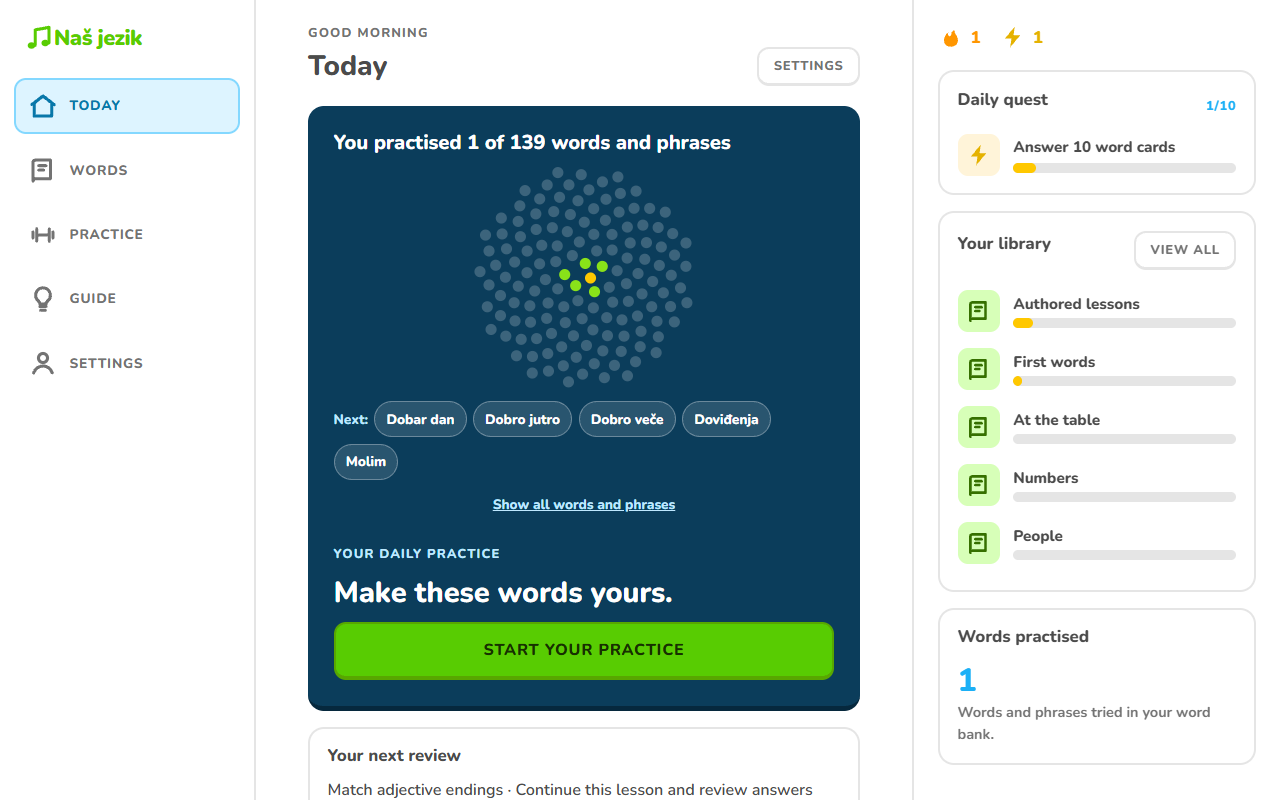 Naš jezik
TODAY
WORDS
PRACTICE
GUIDE
SETTINGS
GOOD MORNING
Today
SETTINGS
You practised 1 of 139 words and phrases
Next: Dobar dan Dobro jutro Dobro veče Doviđenja
Molim
Show all words and phrases
YOUR DAILY PRACTICE
Make these words yours.
START YOUR PRACTICE
Your next review
Match adjective endings · Continue this lesson and review answers
1 1
Daily quest
1/10
Answer 10 word cards
Your library
VIEW ALL
Authored lessons
First words
At the table
Numbers
People
Words practised
1
Words and phrases tried in your word
bank.